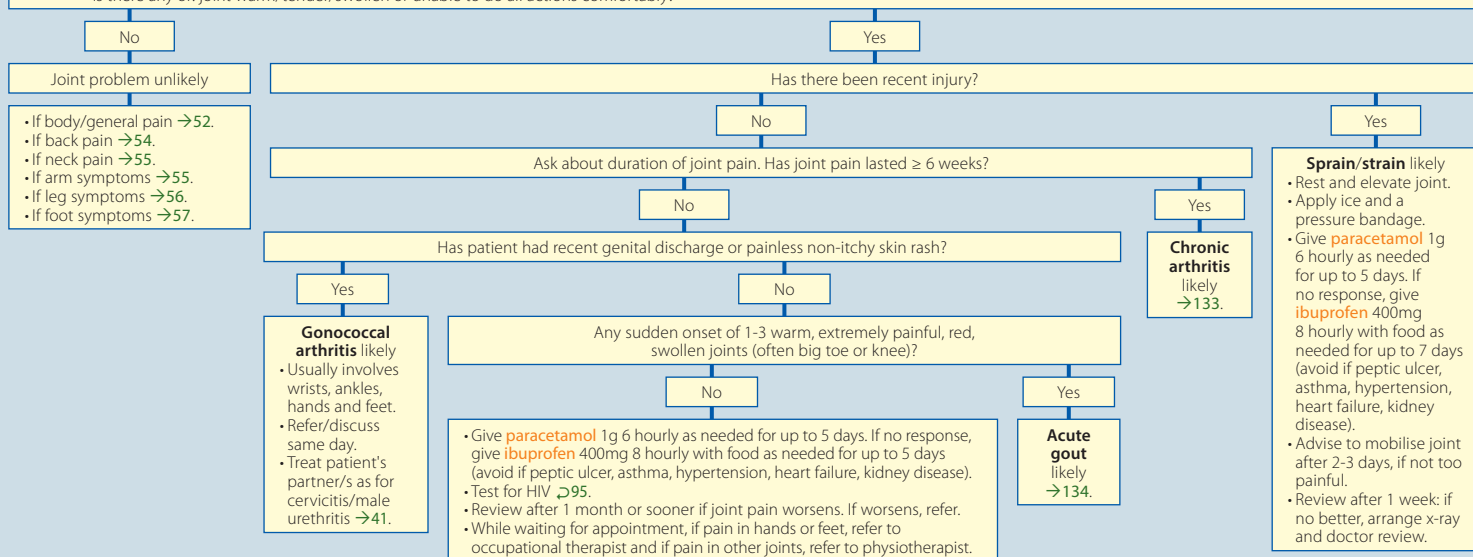 No
Yes
Joint problem unlikely
Has there been recent injury?
• If body/general pain →52.
• If back pain →54.
• If neck pain →55.
• If arm symptoms →55.
• If leg symptoms →56.
• If foot symptoms →57.
No
Yes
Ask about duration of joint pain. Has joint pain lasted ≥ 6 weeks?
No
Yes
Has patient had recent genital discharge or painless non-itchy skin rash?
Chronic
arthritis
likely
→133.
Yes
No
Gonococcal
arthritis likely
• Usually involves
wrists, ankles,
hands and feet.
• Refer/discuss
same day.
• Treat patient's
partner/s as for
cervicitis/male
urethritis →41.
Any sudden onset of 1-3 warm, extremely painful, red,
swollen joints (often big toe or knee)?
No
Yes
• Give paracetamol 1g 6 hourly as needed for up to 5 days. If no response,
give ibuprofen 400mg 8 hourly with food as needed for up to 5 days
(avoid if peptic ulcer, asthma, hypertension, heart failure, kidney disease).
• Test for HIV ⮌95.
• Review after 1 month or sooner if joint pain worsens. If worsens, refer.
• While waiting for appointment, if pain in hands or feet, refer to
occupational therapist and if pain in other joints, refer to physiotherapist.
Acute
gout
likely
→134.
Sprain/strain likely
• Rest and elevate joint.
• Apply ice and a
pressure bandage.
• Give paracetamol 1g
6 hourly as needed
for up to 5 days. If
no response, give
ibuprofen 400mg
8 hourly with food as
needed for up to 7 days
(avoid if peptic ulcer,
asthma, hypertension,
heart failure, kidney
disease).
• Advise to mobilise joint
after 2-3 days, if not too
painful.
• Review after 1 week: if
no better, arrange x-ray
and doctor review.